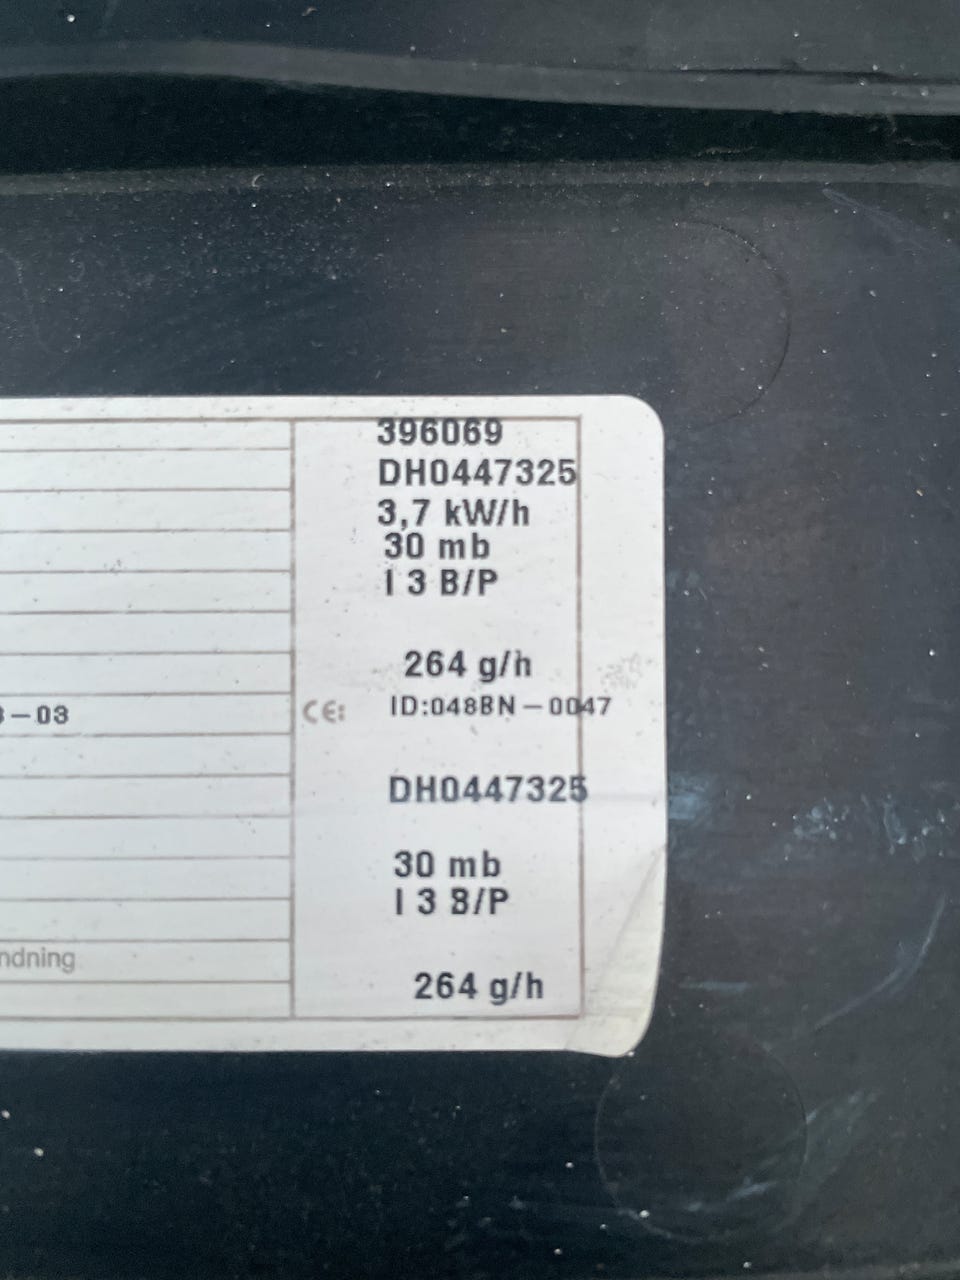 396069
DH0447325
3,7 kW/h
30 mb
I 3 B/P
264 g/h
-03
CE: ID:048BN-0047
DH0447325
30 mb
I 3 B/P
ndning
264 g/h